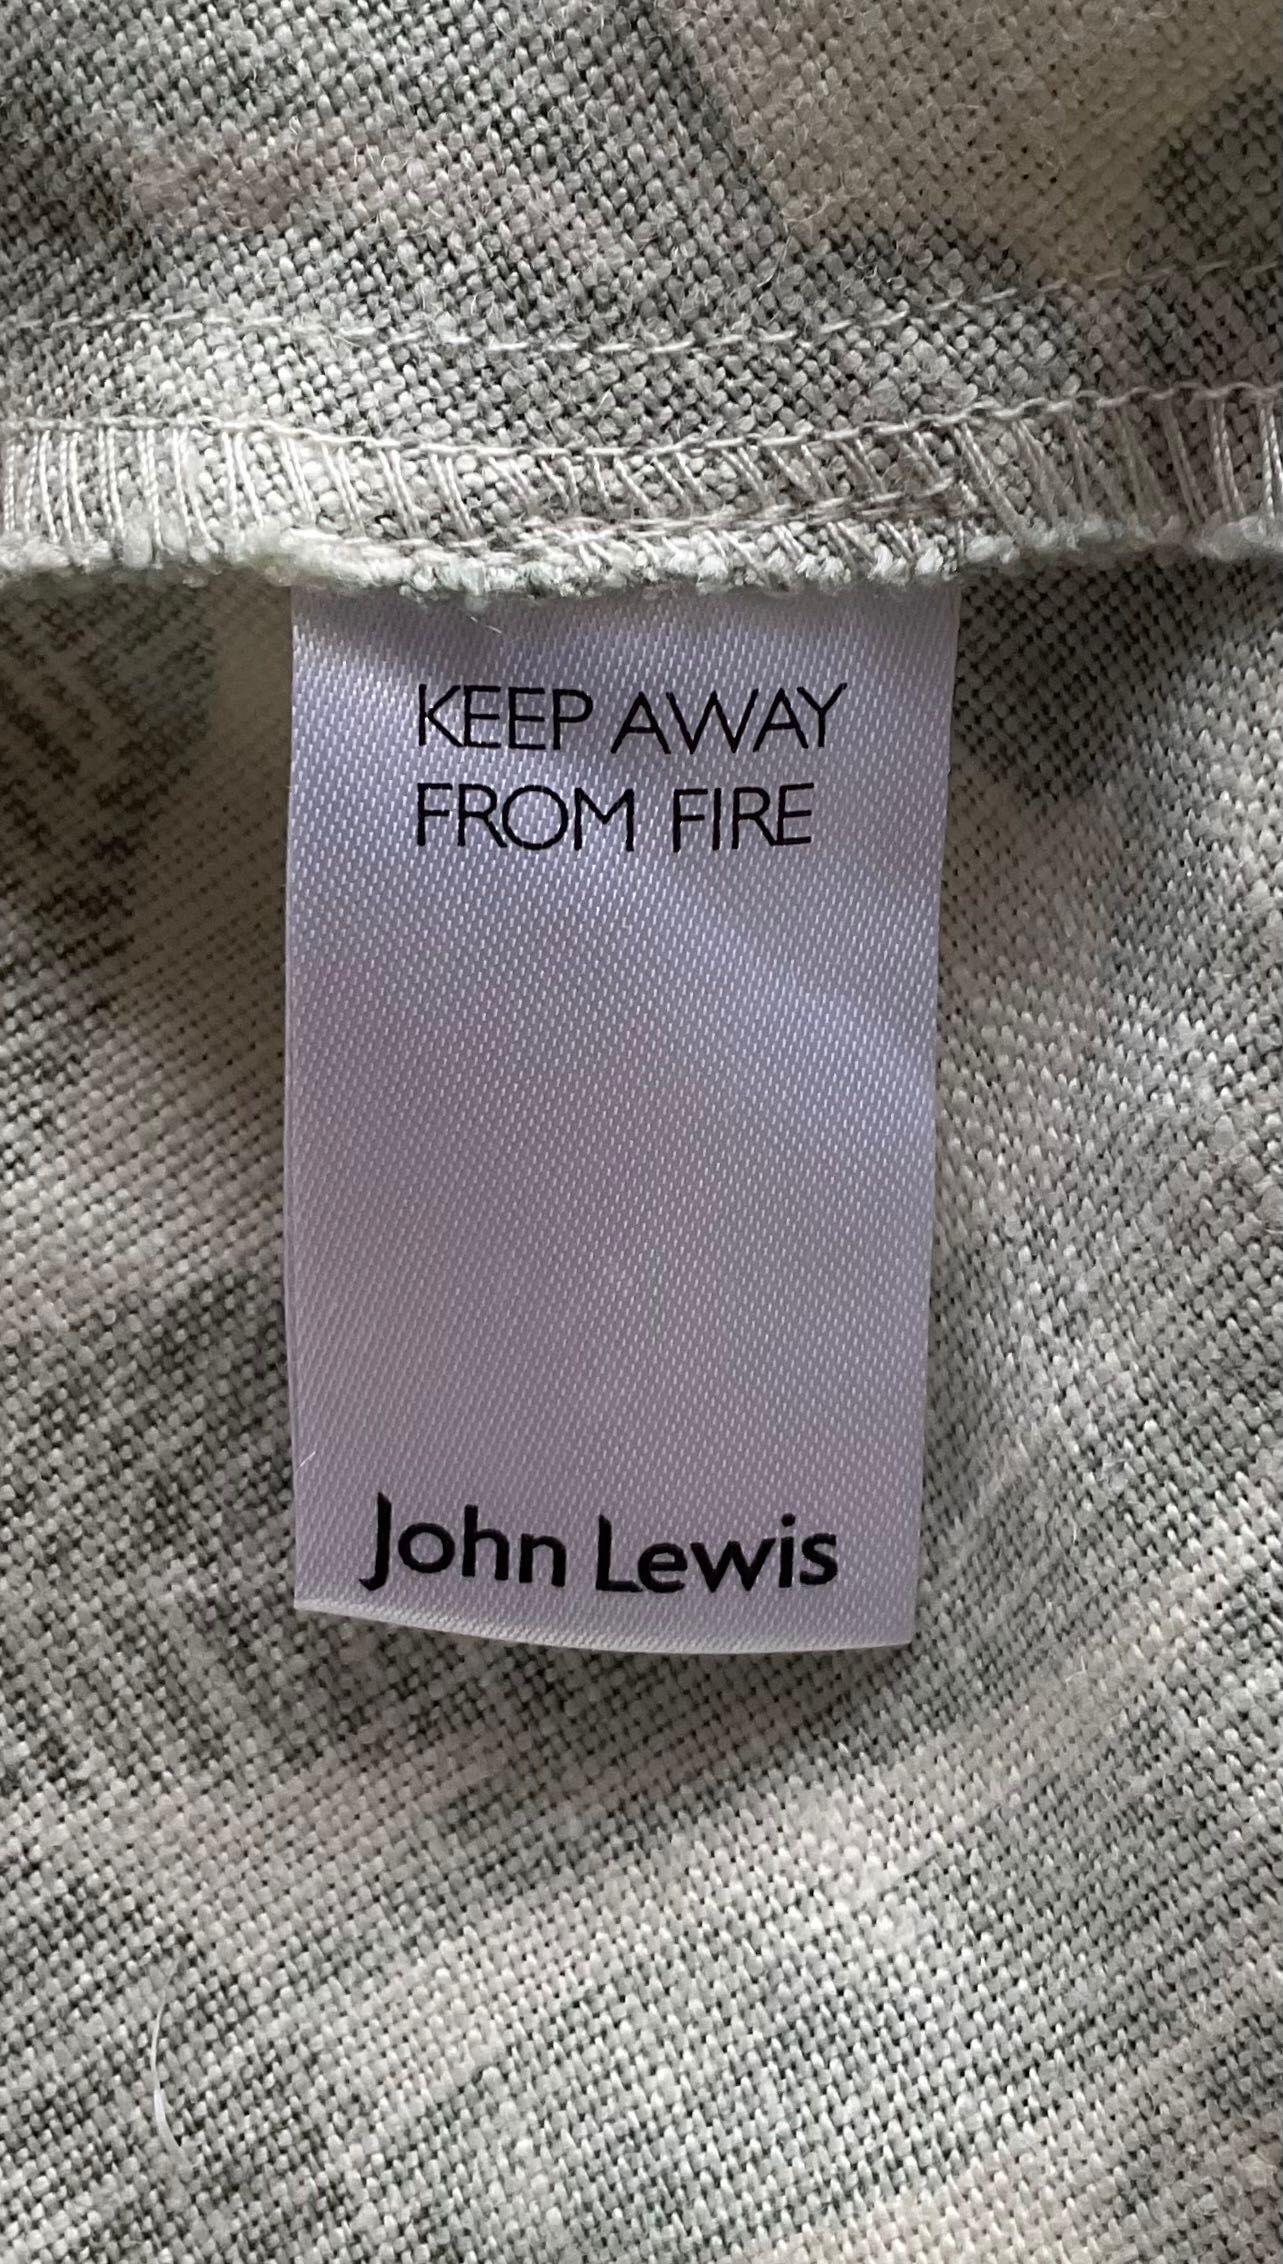 KEEP AWAY
FROM FIRE
John Lewis